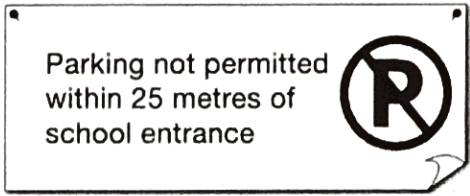 Parking not permitted
within 25 metres of
school entrance
P